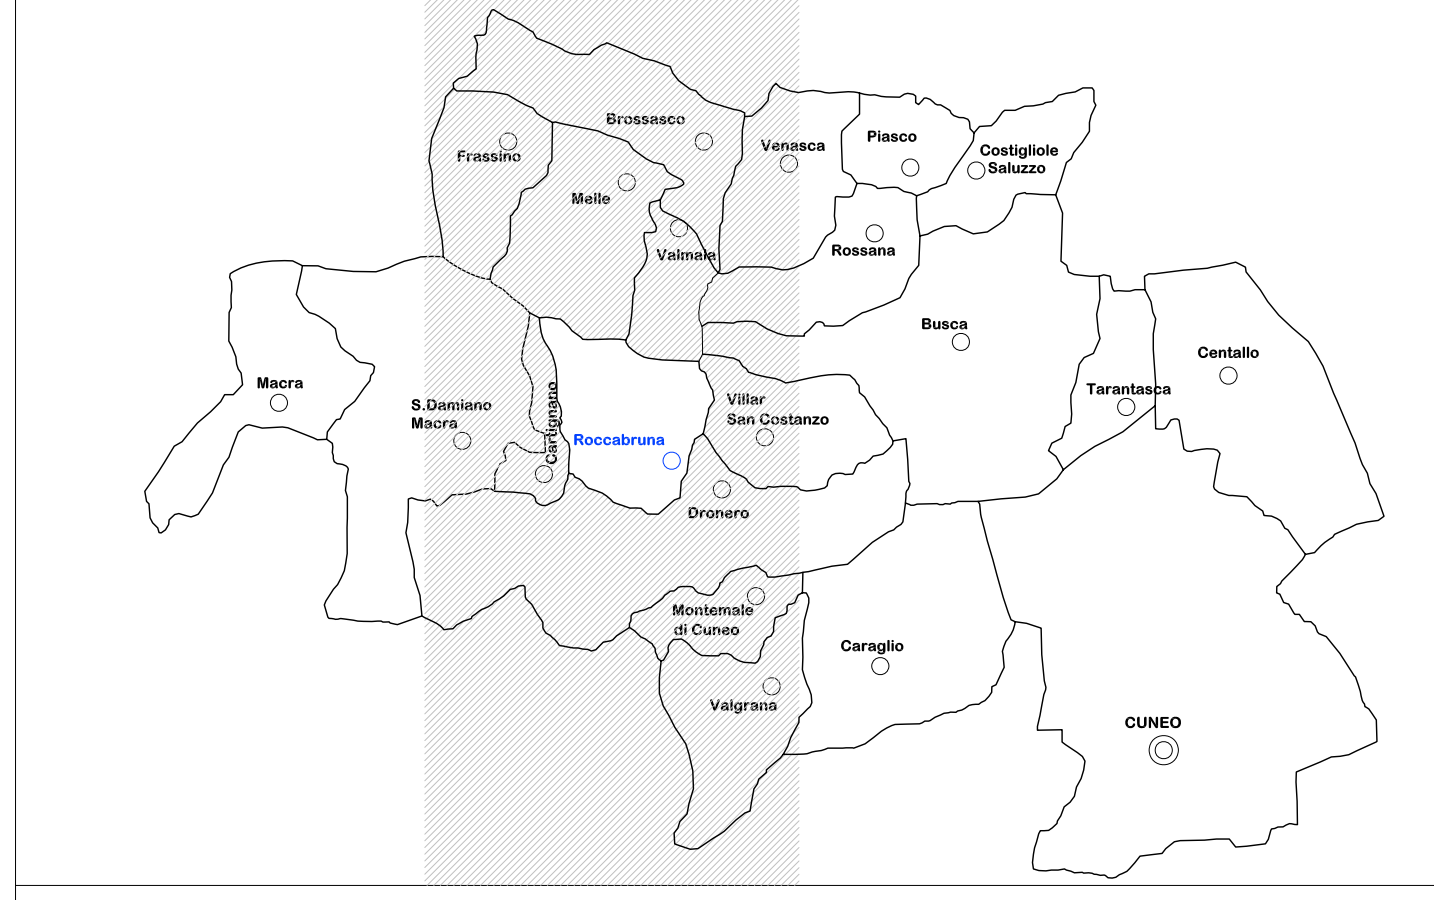 Brossasco
Frassino
Venasca
Piasco
Costigliole
Saluzzo
Melle
Valmala
Rossana
Busca
Centallo
Macra
Tarantasca
S.Damiano
Macra
Cartignano
Villar
San Costanzo
Roccabruna
Dronero
Montemale
di Cuneo
Caraglio
Valgrana
CUNEO